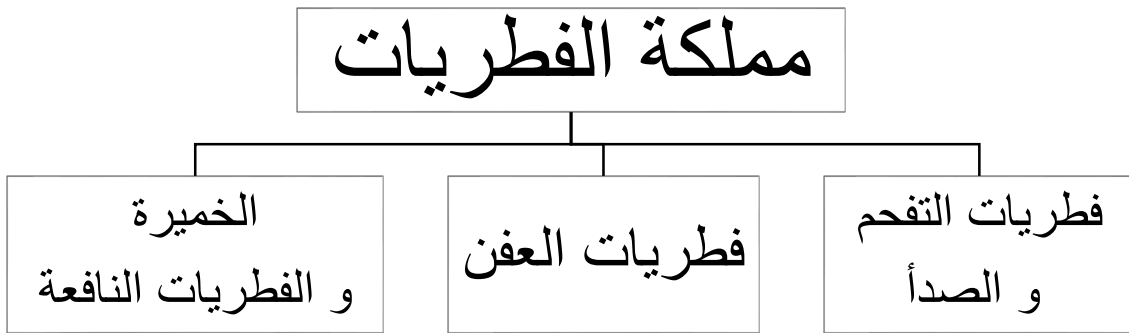 مملكة الفطريات
فطريات التفحم
و الصدأ
فطريات العفن
الخميرة
و الفطريات النافعة